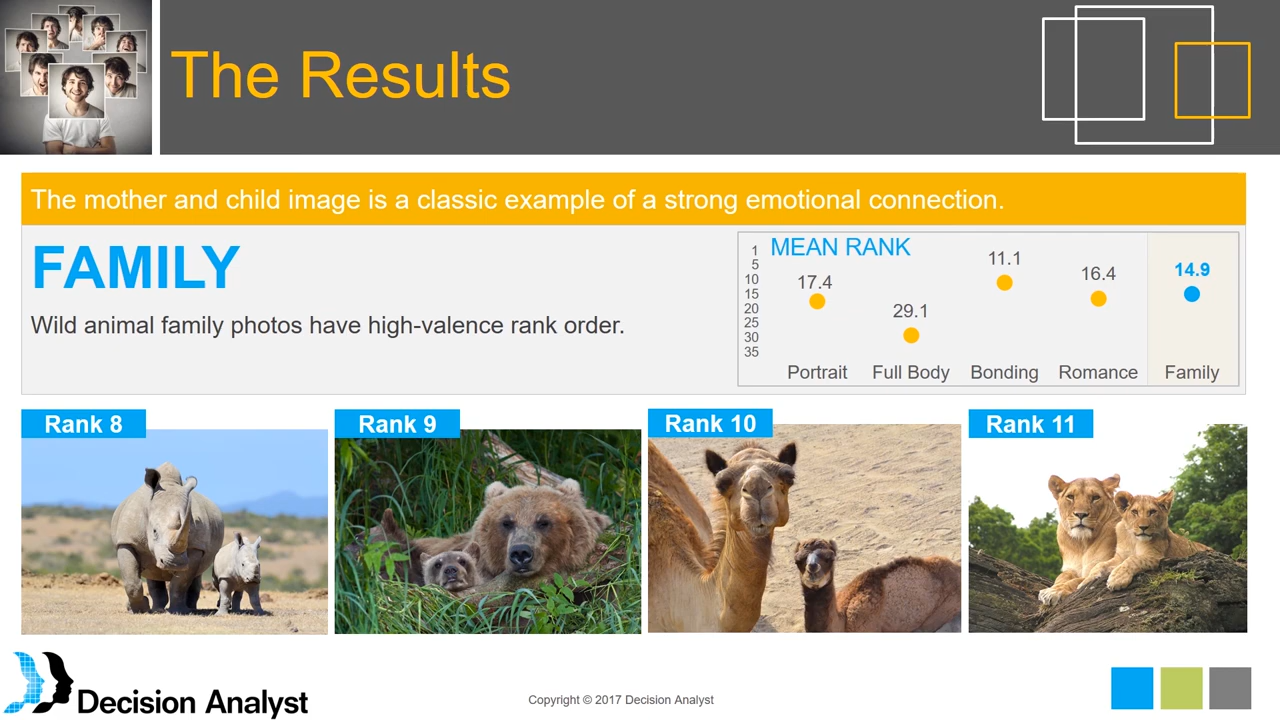 The Results
The mother and child image is a classic example of a strong emotional connection.
FAMILY
Wild animal family photos have high-valence rank order.
MEAN RANK
1
5
10
15
20
25
30
35
17.4
29.1
11.1
16.4
14.9
Portrait
Full Body
Bonding
Romance
Family
Rank 8
Rank 9
Rank 10
Rank 11
Decision Analyst
Copyright © 2017 Decision Analyst